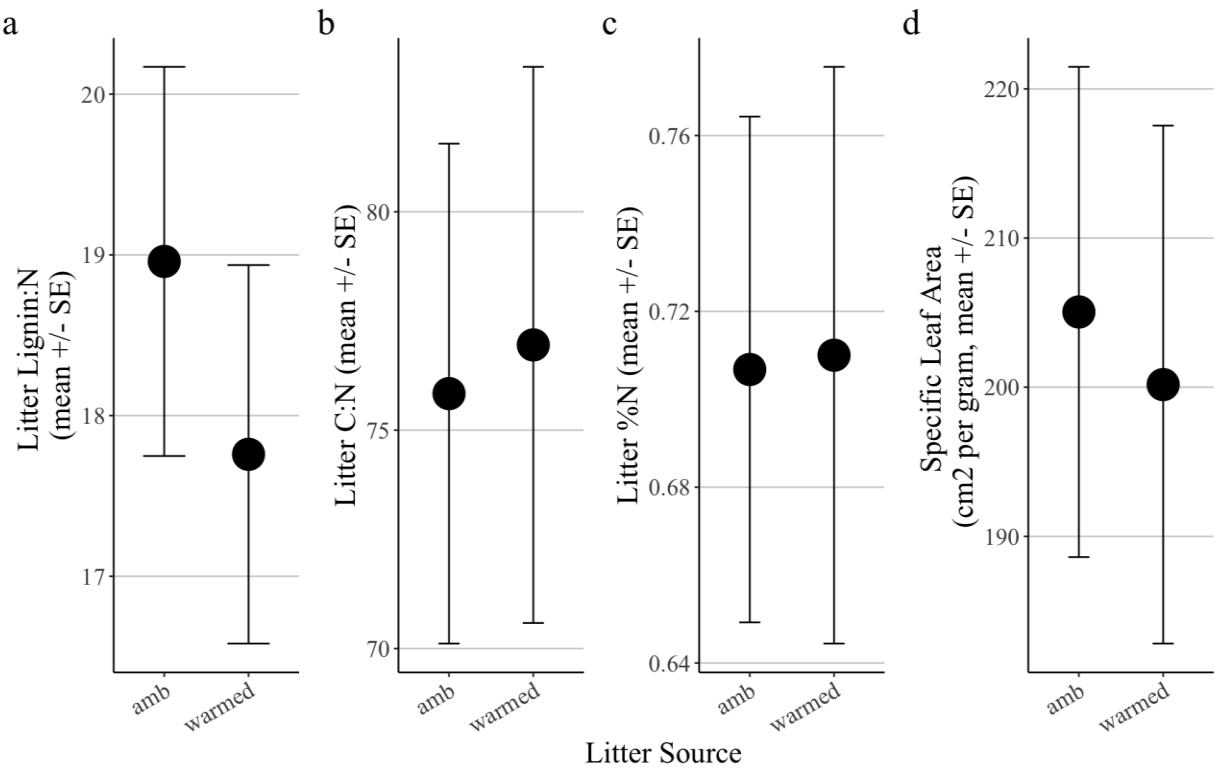 a
b
c
d
Litter Lignin:N
(mean +/- SE)
20
19
18
17
amb
warmed
Litter C:N (mean +/- SE)
80
75
70
amb
warmed
Litter %N (mean +/- SE)
0.76
0.72
0.68
0.64
amb
warmed
Specific Leaf Area
(cm2 per gram, mean +/- SE)
220
210
200
190
amb
warmed
Litter Source